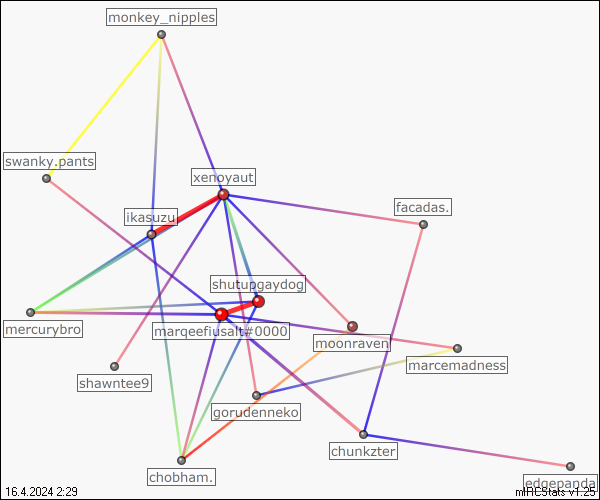 monkey_nipples
swanky.pants
xenoyaut
facadas.
ikasuzu
shutupgaydog
mercurybro
marqeefiusalt#0000
moonraven
marcemadness
shawntee9
gorudenneko
chunkzter
chobham.
edgepanda
16.4.2024 2:29
mIRCStats v1.25